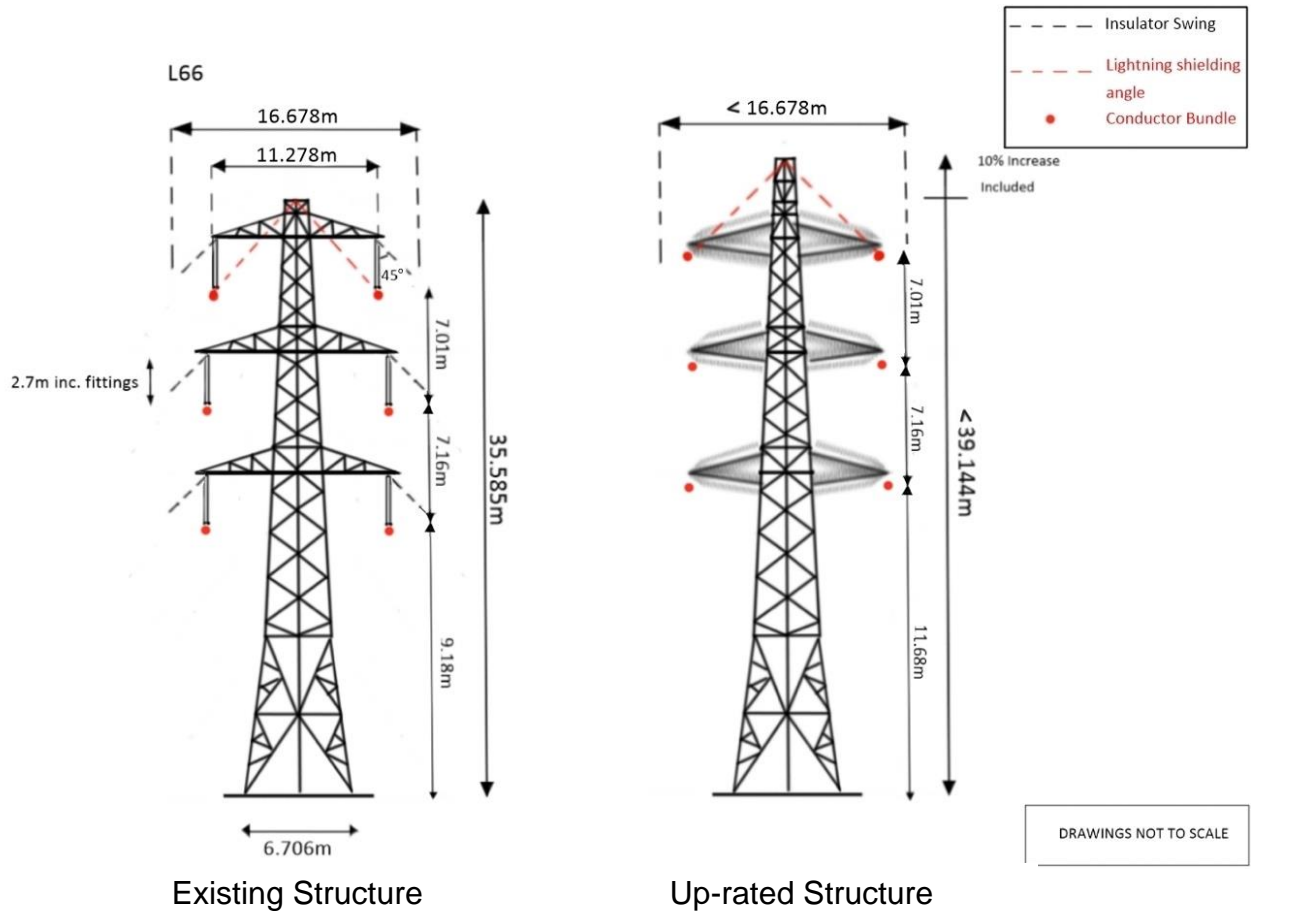 Insulator Swing
Lightning shielding
angle
Conductor Bundle
L66
16.678m
11.278m
45°
7.01m
2.7m inc. fittings
7.16m
35.585m
9.18m
6.706m
Existing Structure
< 16.678m
10% Increase
Included
7.01m
7.16m
<39.144m
11.68m
Up-rated Structure
DRAWINGS NOT TO SCALE